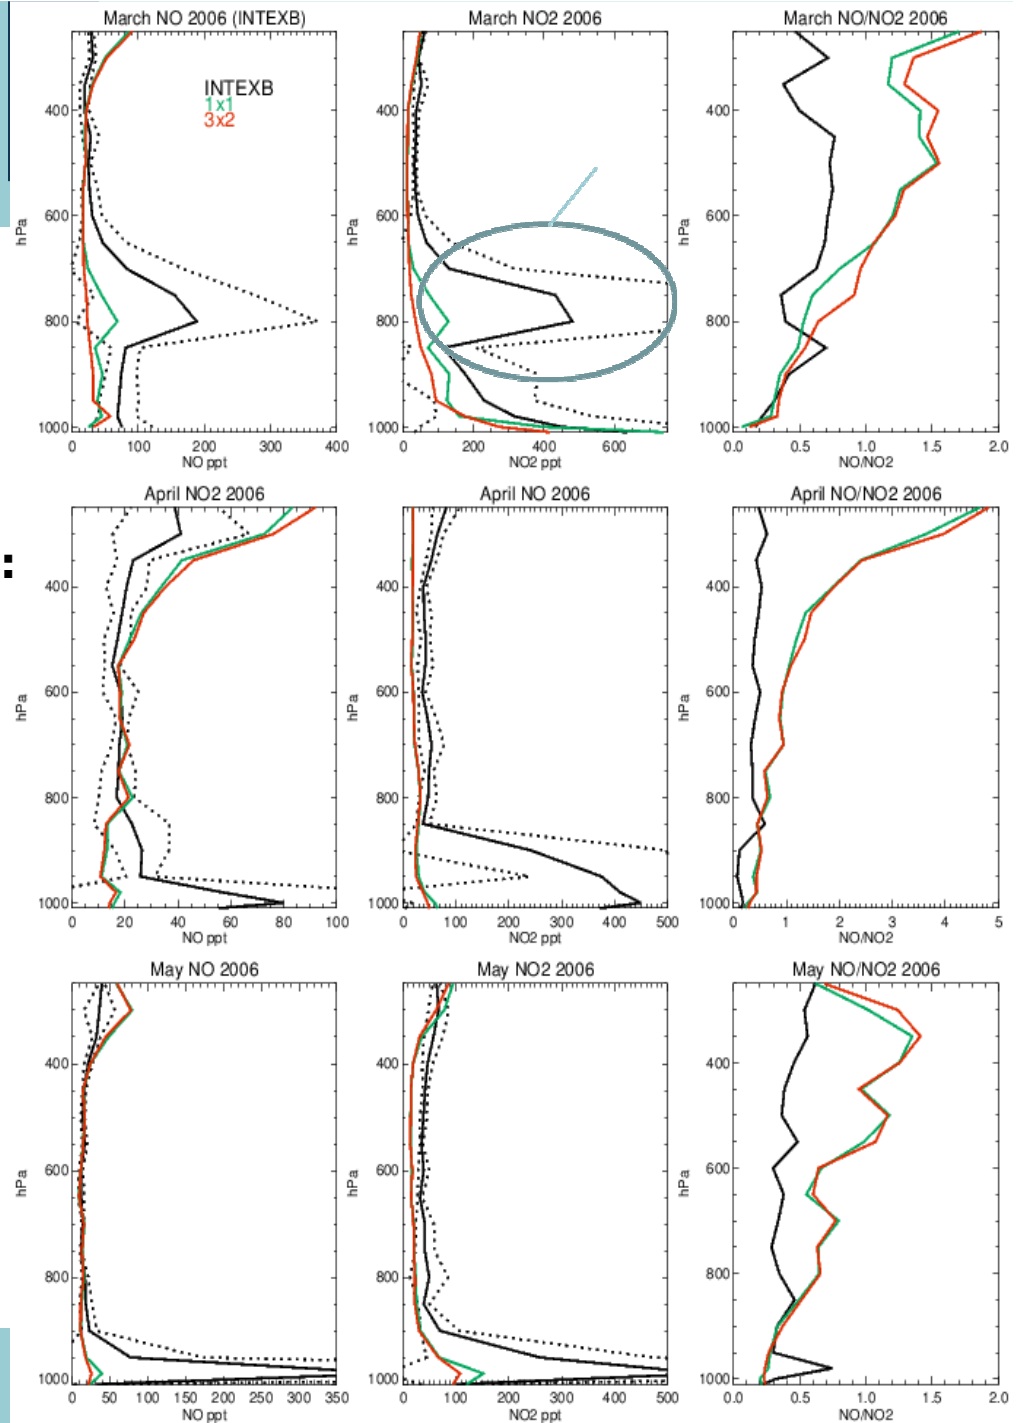 March NO 2006 (INTEXB)
March NO2 2006
March NO/NO2 2006
INTEXB
1x1
3x2
hPa
400
600
800
1000
0 100 200 300 400
NO ppt
hPa
400
600
800
1000
0 200 400 600
NO2 ppt
hPa
400
600
800
1000
0.0 0.5 1.0 1.5 2.0
NO/NO2
April NO2 2006
April NO 2006
April NO/NO2 2006
:
hPa
400
600
800
1000
0 20 40 60 80 100
NO ppt
hPa
400
600
800
1000
0 100 200 300 400 500
NO2 ppt
hPa
400
600
800
1000
0 1 2 3 4 5
NO/NO2
May NO 2006
May NO2 2006
May NO/NO2 2006
hPa
400
600
800
1000
0 50 100 150 200 250 300 350
NO ppt
hPa
400
600
800
1000
0 100 200 300 400 500
NO2 ppt
hPa
400
600
800
1000
0.0 0.5 1.0 1.5 2.0
NO/NO2